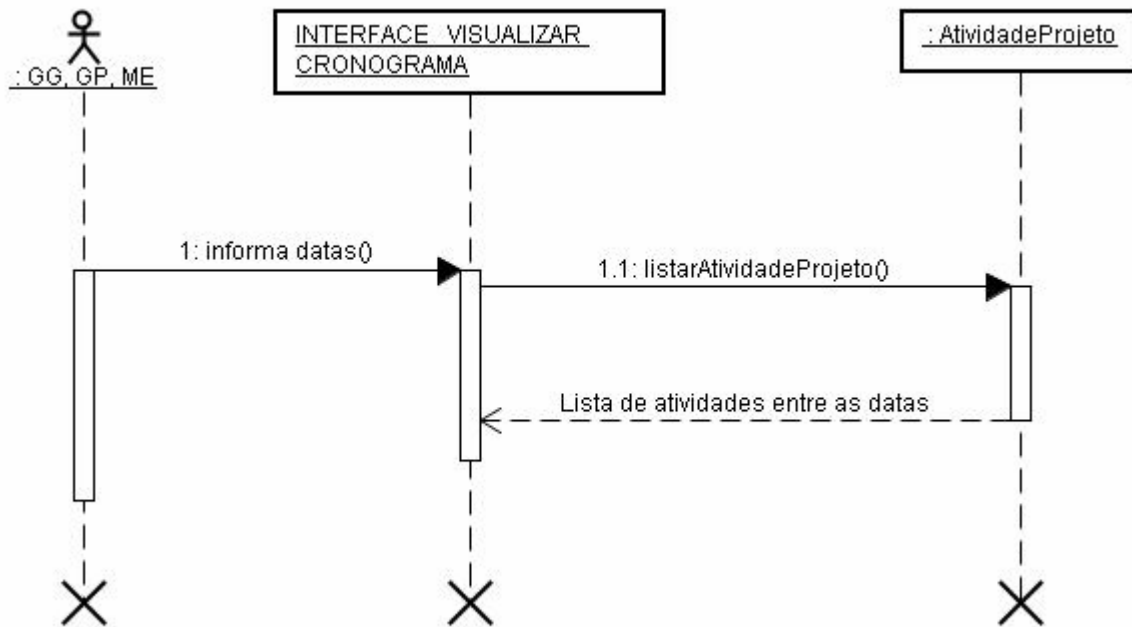 : GG, GP, ME
INTERFACE VISUALIZAR
CRONOGRAMA
: AtividadeProjeto
1: informa datas()
1.1: listarAtividadeProjeto()
Lista de atividades entre as datas